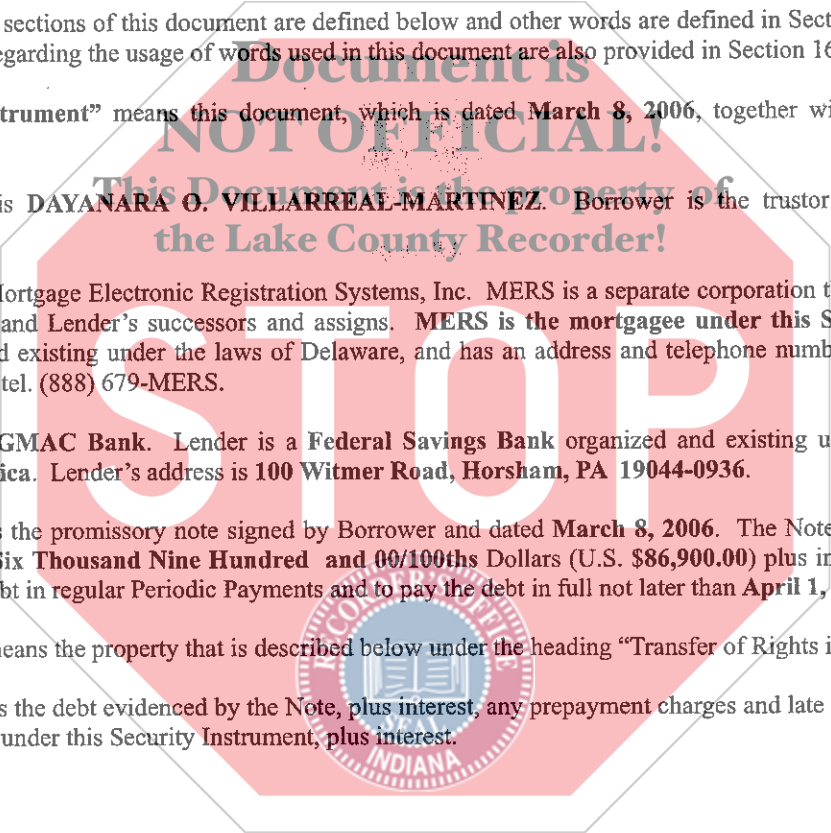 sections of this document are defined below and other words are defined in Sect
egarding the usage of words used in this document are also provided in Section 16
Document is
trument” means this document, which is dated March 8, 2006, together wi
NOT OFFICIAL!
This Document is the property of
is DAYANARA O. VILLARREAL-MARTINEZ. Borrower is the trustor
the Lake County Recorder!
Mortgage Electronic Registration Systems, Inc. MERS is a separate corporation t
and Lender’s successors and assigns. MERS is the mortgagee under this S
d existing under the laws of Delaware, and has an address and telephone numb
tel. (888) 679-MERS.
STOP
GMAC Bank. Lender is a Federal Savings Bank organized and existing u
ica. Lender’s address is 100 Witmer Road, Horsham, PA 19044-0936.
s the promissory note signed by Borrower and dated March 8, 2006. The Note
Six Thousand Nine Hundred and 00/100ths Dollars (U.S. $86,900.00) plus in
bt in regular Periodic Payments and to pay the debt in full not later than April 1,
RECORDER'S OFFICE
eans the property that is described below under the heading “Transfer of Rights i
s the debt evidenced by the Note, plus interest, any prepayment charges and late
SEAL
under this Security Instrument, plus interest.
INDIANA